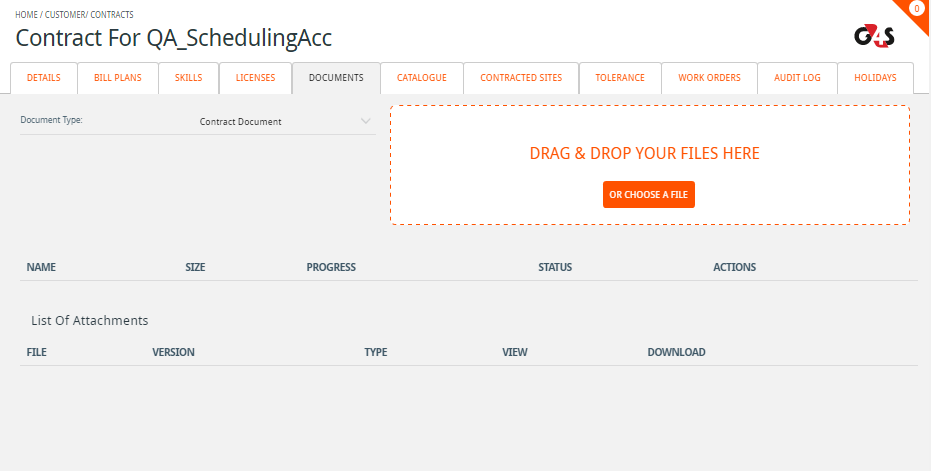 HOME / CUSTOMER/ CONTRACTS
0
Contract For QA_SchedulingAcc
G4S
DETAILS BILL PLANS SKILLS LICENSES DOCUMENTS CATALOGUE CONTRACTED SITES TOLERANCE WORK ORDERS AUDIT LOG HOLIDAYS
Document Type: Contract Document
DRAG & DROP YOUR FILES HERE
OR CHOOSE A FILE
NAME SIZE PROGRESS STATUS ACTIONS
List Of Attachments
FILE VERSION TYPE VIEW DOWNLOAD